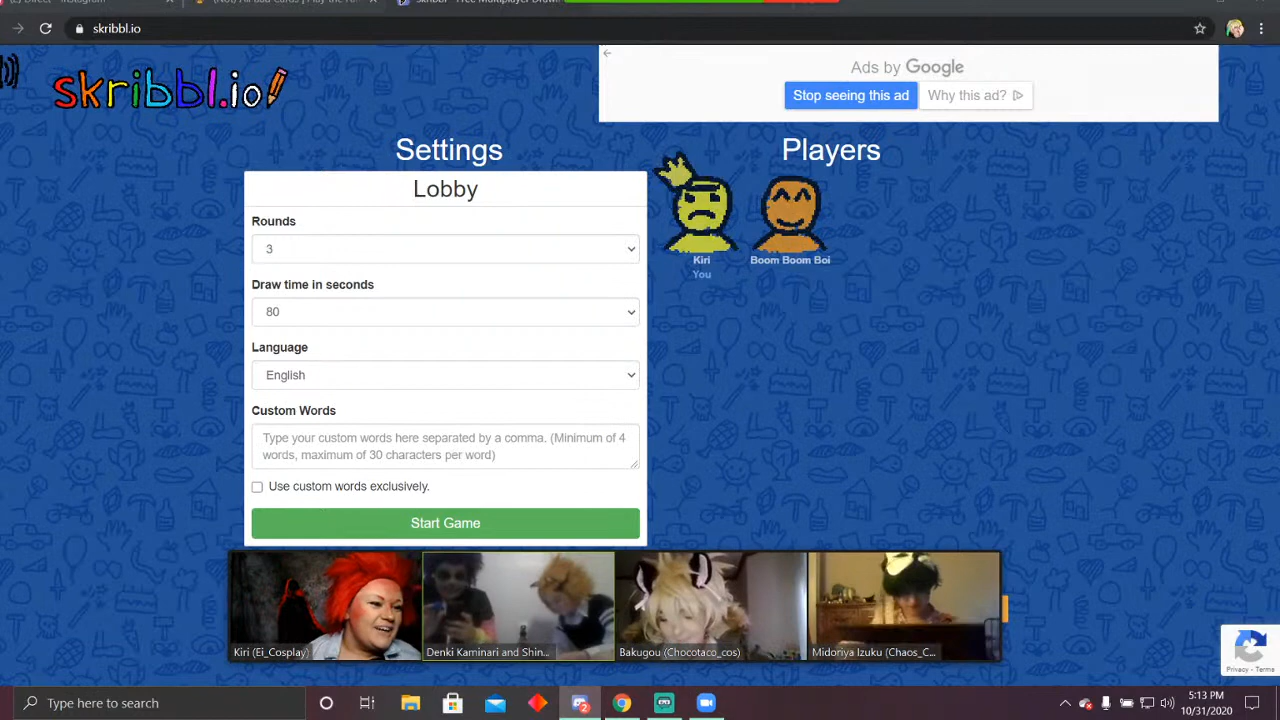 skribbl.io
skribbl.io!
Ads by Google
Stop seeing this ad
Why this ad?
Settings
Players
Lobby
Rounds
3
Draw time in seconds
80
Language
English
Custom Words
Type your custom words here separated by a comma. (Minimum of 4
words, maximum of 30 characters per word)
Use custom words exclusively.
Start Game
Kiri
You
Boom Boom Boi
Kiri (Ei_Cosplay)
Denki Kaminari and Shin...
Bakugou (Chocotaco_cos)
Midoriya Izuku (Chaos_C...
Privacy - Terms
Type here to search
2
5:13 PM
10/31/2020